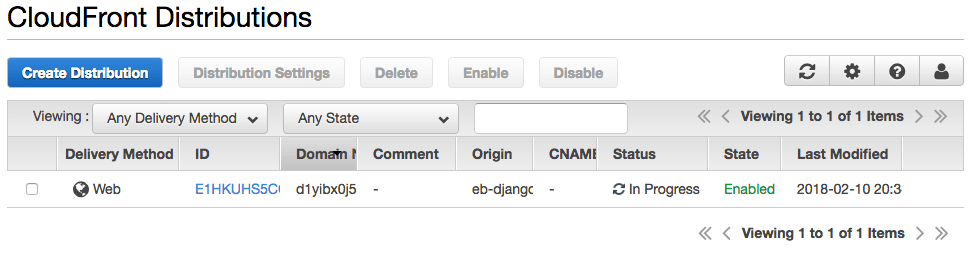 CloudFront Distributions
Create Distribution Distribution Settings Delete Enable Disable
Viewing : Any Delivery Method Any State Viewing 1 to 1 of 1 Items
Delivery Method ID Domain N Comment Origin CNAME Status State Last Modified
Web E1HKUHS5C d1yibx0j5 - eb-django - In Progress Enabled 2018-02-10 20:3
Viewing 1 to 1 of 1 Items